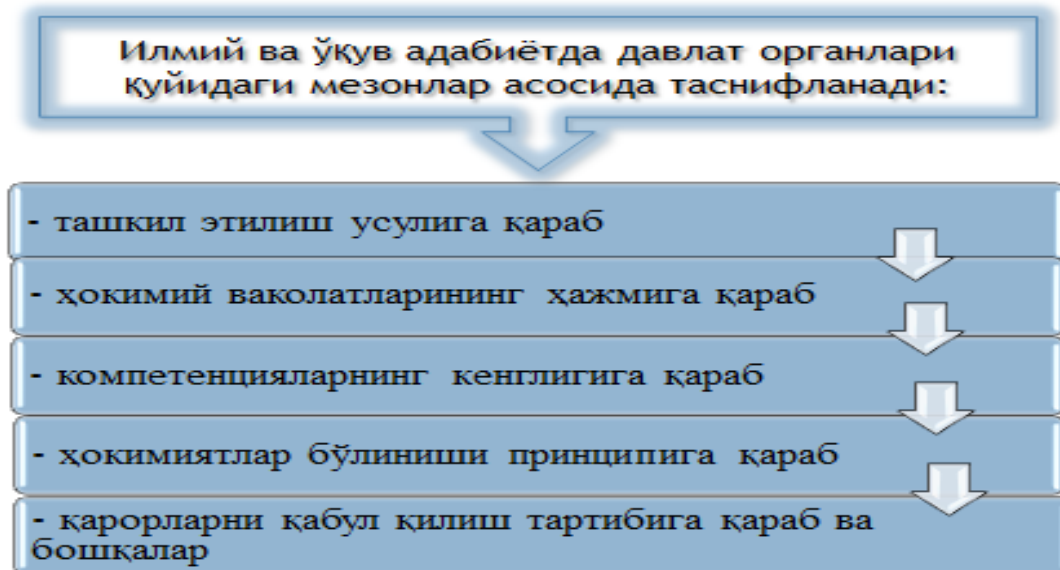 Илмий ва ўқув адабиётда давлат органлари
қуйидаги мезонлар асосида таснифланади:
- ташкил этилиш усулига қараб
- ҳокимий ваколатларининг ҳажмига қараб
- компетенцияларнинг кенглигига қараб
- ҳокимиятлар бўлиниши принципига қараб
- қарорларни қабул қилиш тартибига қараб ва
бошқалар